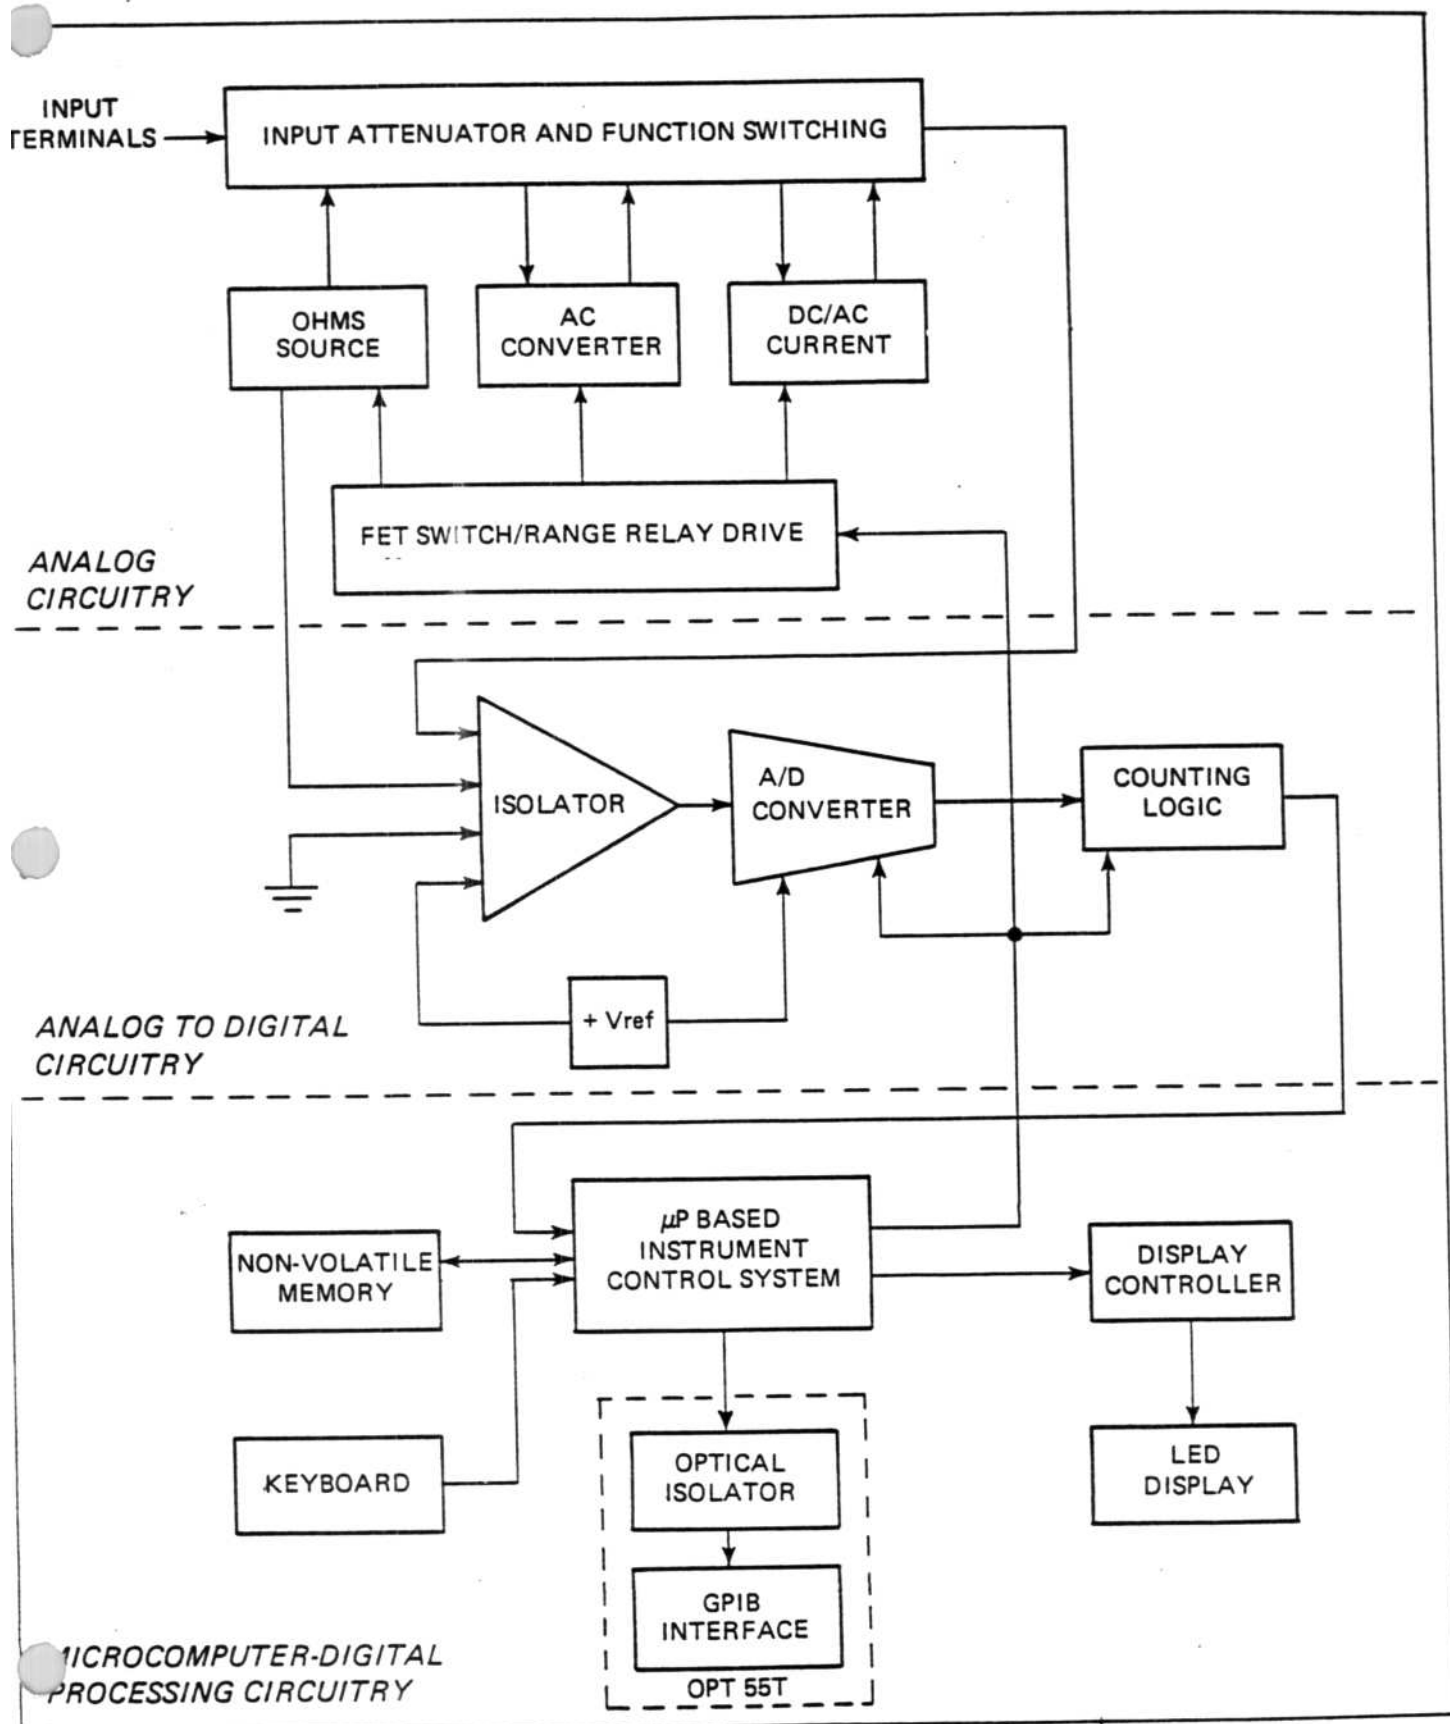 INPUT
TERMINALS
INPUT ATTENUATOR AND FUNCTION SWITCHING
OHMS
SOURCE
AC
CONVERTER
DC/AC
CURRENT
FET SWITCH/RANGE RELAY DRIVE
ANALOG
CIRCUITRY
ISOLATOR
A/D
CONVERTER
COUNTING
LOGIC
+ Vref
ANALOG TO DIGITAL
CIRCUITRY
µP BASED
INSTRUMENT
CONTROL SYSTEM
NON-VOLATILE
MEMORY
DISPLAY
CONTROLLER
KEYBOARD
OPTICAL
ISOLATOR
LED
DISPLAY
GPIB
INTERFACE
OPT 55T
MICROCOMPUTER-DIGITAL
PROCESSING CIRCUITRY